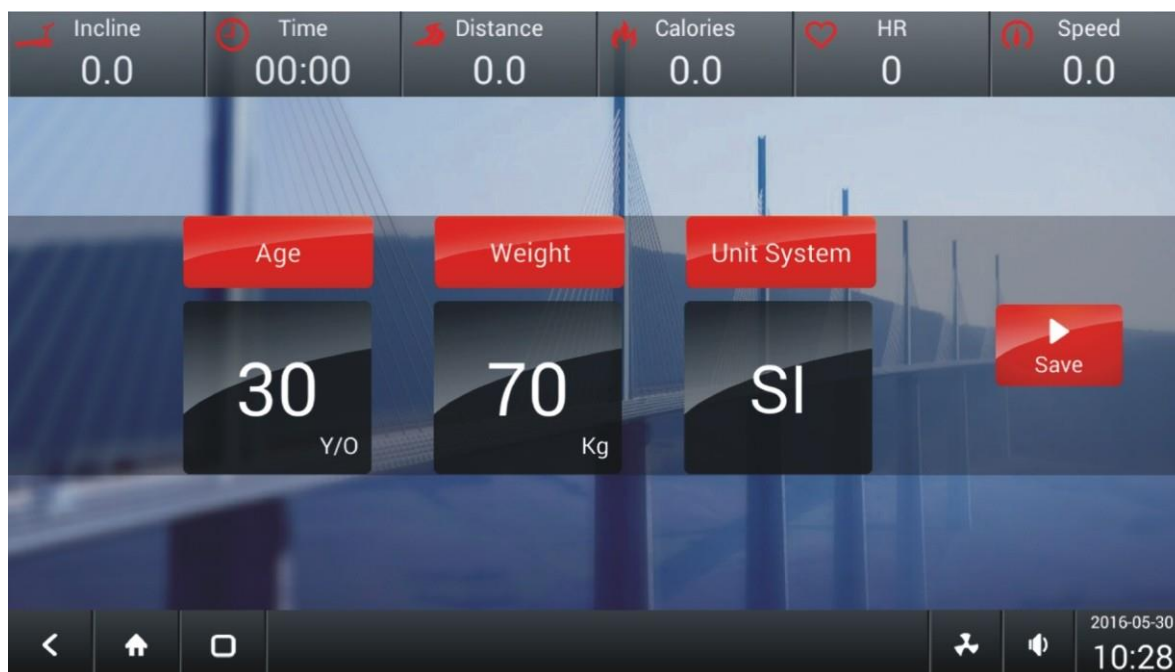 Incline
0.0
Time
00:00
Distance
0.0
Calories
0.0
HR
0
Speed
0.0
Age
30
Y/O
Weight
70
Kg
Unit System
SI
Save
2016-05-30
10:28